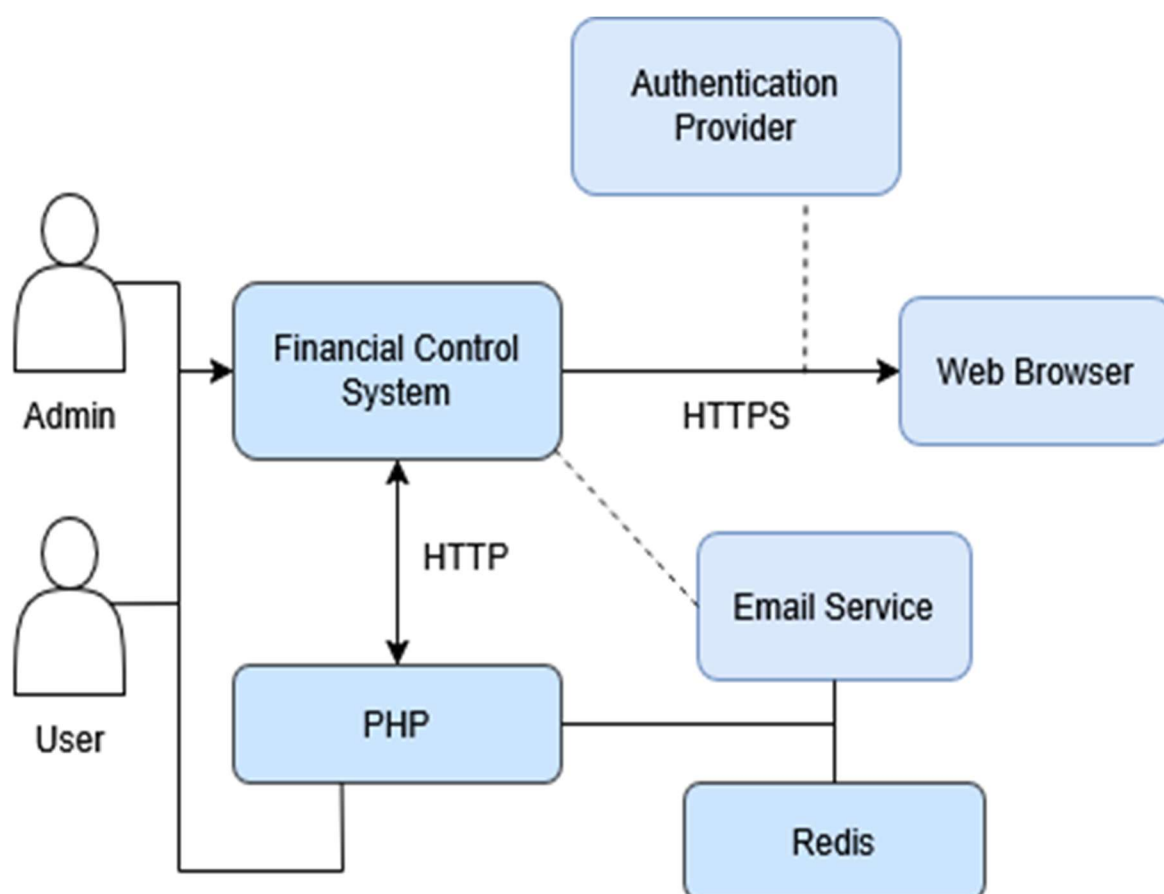 Authentication
Provider
Admin
Financial Control
System
HTTPS
Web Browser
HTTP
User
PHP
Email Service
Redis